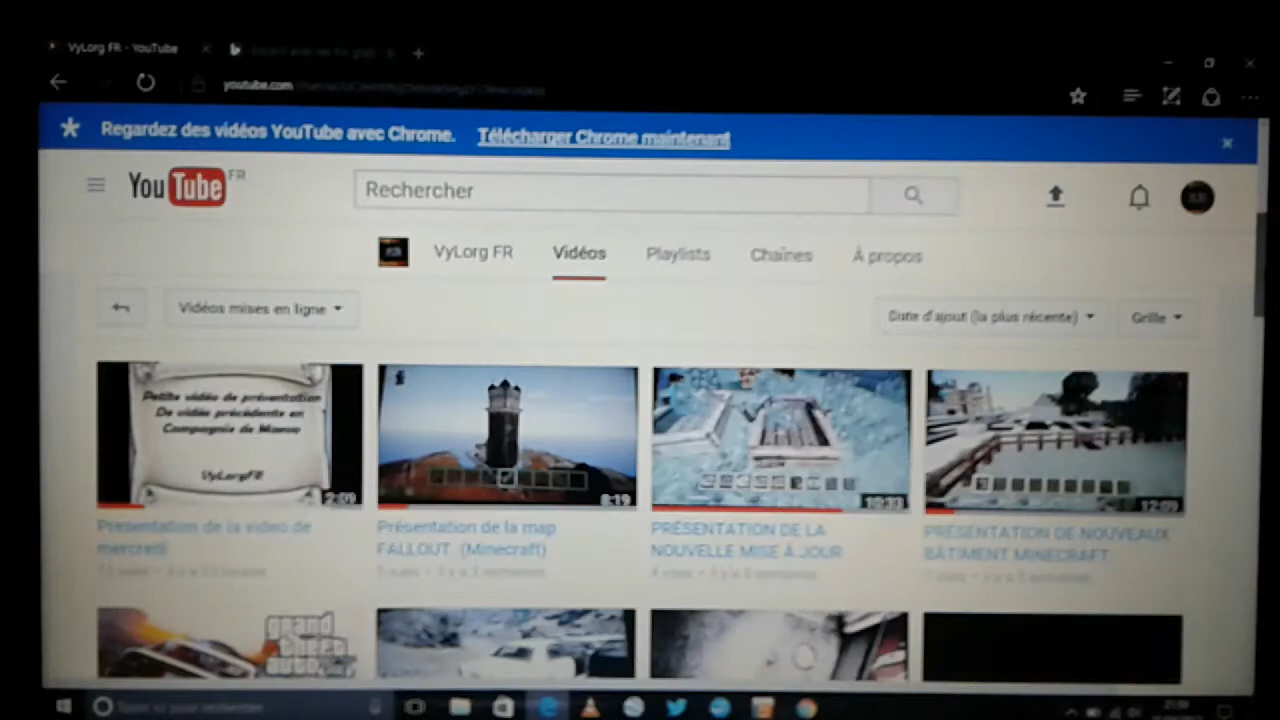 VyLorg FR - YouTube
youtube.com
Regardez des vidéos YouTube avec Chrome. Télécharger Chrome maintenant
YouTube FR
Rechercher
VyLorg FR Vidéos Playlists Chaînes À propos
Vidéos mises en ligne Date d'ajout (la plus récente) Grille
Petite vidéo de présentation
De vidéo précédente en
Compagnie de
VyLorgFR
2:09 8:19 10:33 12:09
Présentation de la video de
mercredi
Présentation de la map
FALLOUT (Minecraft)
PRÉSENTATION DE LA
NOUVELLE MISE À JOUR
PRÉSENTATION DE NOUVEAUX
BÂTIMENT MINECRAFT.
grand
theft
auto